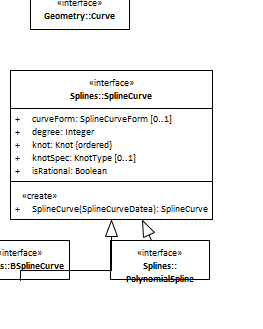 «interface»
Geometry::Curve
«interface»
Splines::SplineCurve
+ curveForm: SplineCurveForm [0..1]
+ degree: Integer
+ knot: Knot {ordered}
+ knotSpec: KnotType [0..1]
+ isRational: Boolean
«create»
+ SplineCurve(SplineCurveDatea): SplineCurve
interface»
s::BSplineCurve
«interface»
Splines::
PolynomialSpline